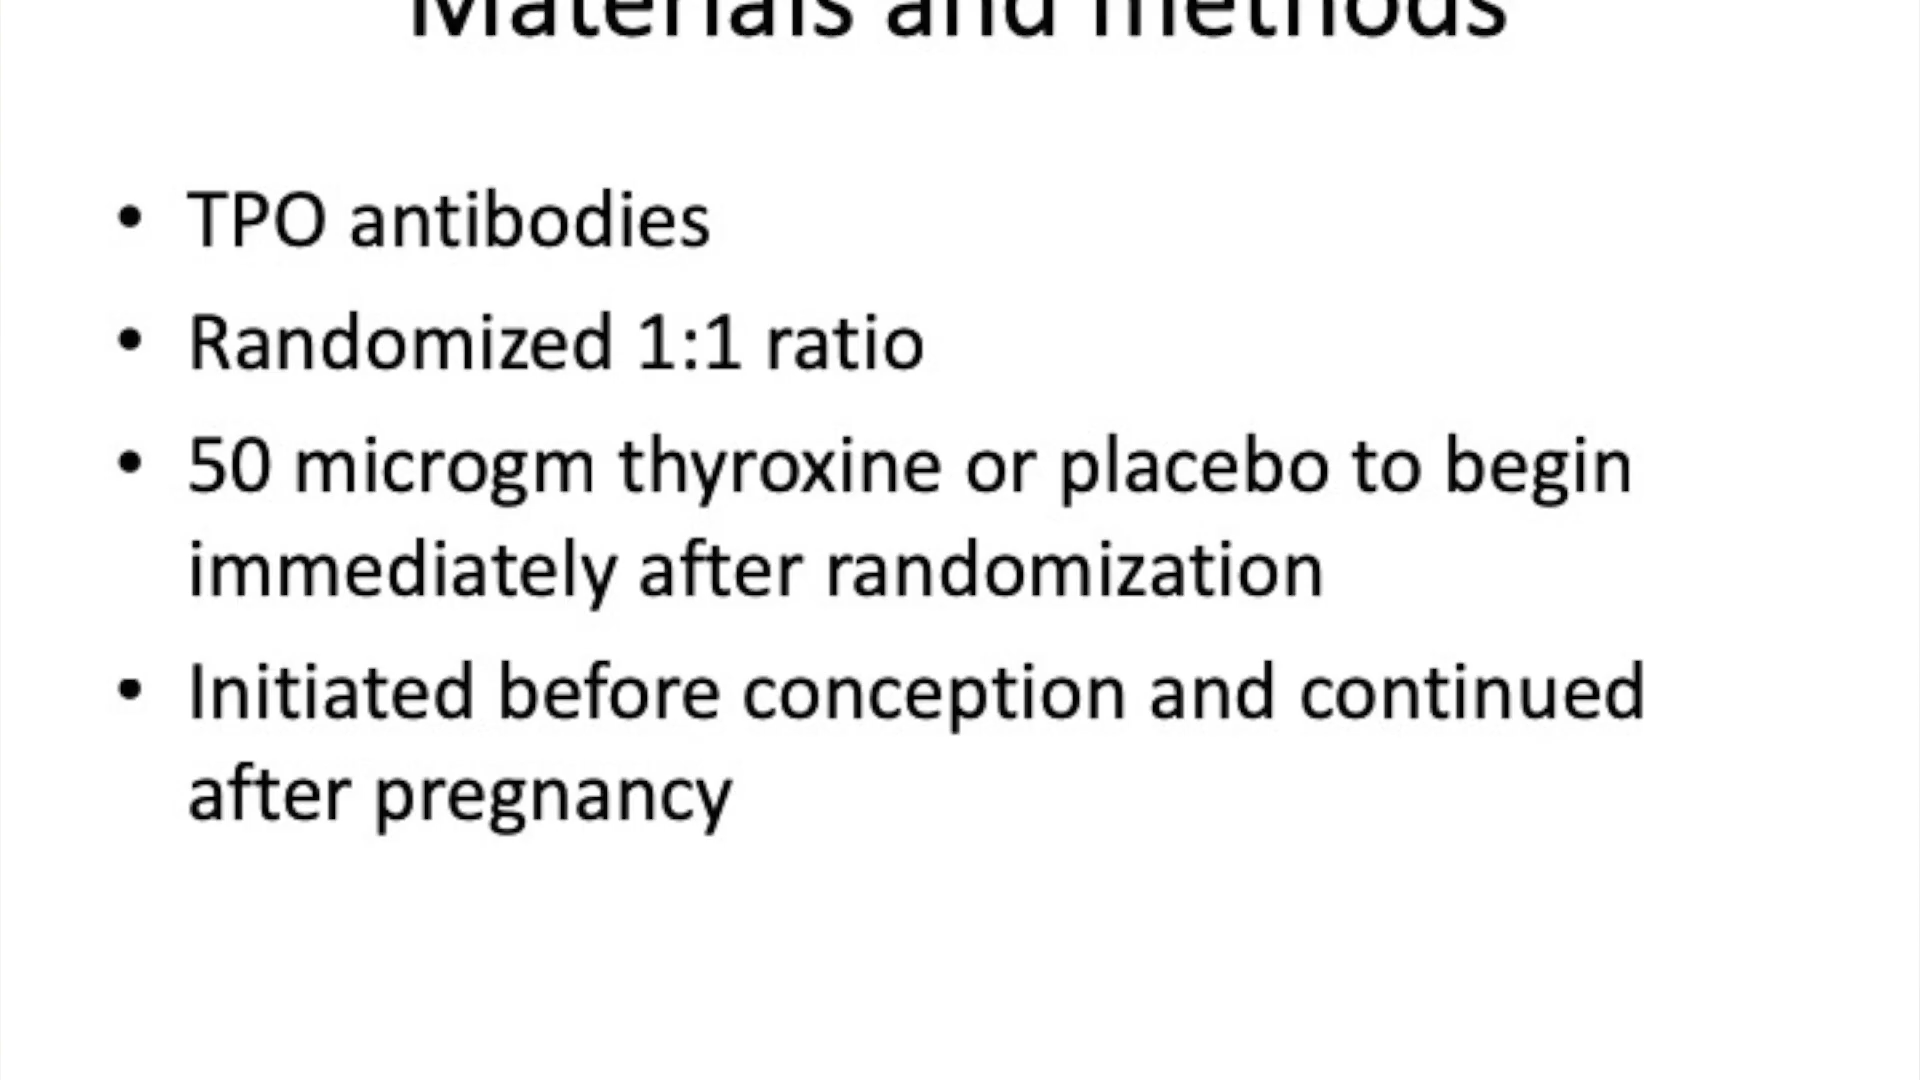 Materials and methods
• TPO antibodies
• Randomized 1:1 ratio
• 50 microgm thyroxine or placebo to begin
immediately after randomization
• Initiated before conception and continued
after pregnancy